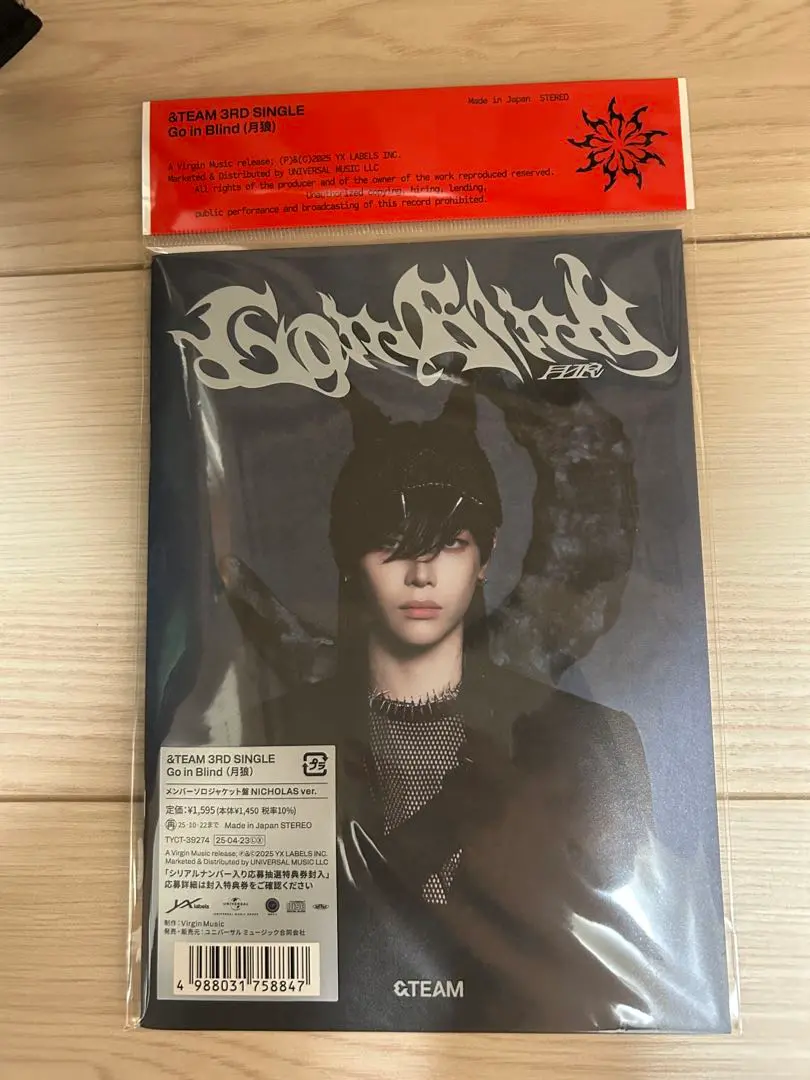 &TEAM 3RD SINGLE
Go in Blind (月狼)
Made in Japan STEREO
A Virgin Music release; (P)&(C)2025 YX LABELS INC.
Marketed & Distributed by UNIVERSAL MUSIC LLC
All rights of the producer and of the owner of the work reproduced reserved.
Unauthorized copying, hiring, lending,
public performance and broadcasting of this record prohibited.
Go in Blind
月狼
&TEAM 3RD SINGLE
Go in Blind (月狼)
プラ
メンバーソロジャケット盤 NICHOLAS ver.
定価:¥1,595 (本体¥1,450 税率10%)
再 25・10・22まで Made in Japan STEREO
TYCT-39274 25-04-23
A Virgin Music release; ℗&©2025 YX LABELS INC.
Marketed & Distributed by UNIVERSAL MUSIC LLC
「シリアルナンバー入り応募抽選特典券封入」
応募詳細は封入特典券をご確認ください
YX labels
UNIVERSAL
UNIVERSAL MUSIC GROUP
制作:Virgin Music
発売・販売元:ユニバーサル ミュージック合同会社
4 988031 758847
&TEAM